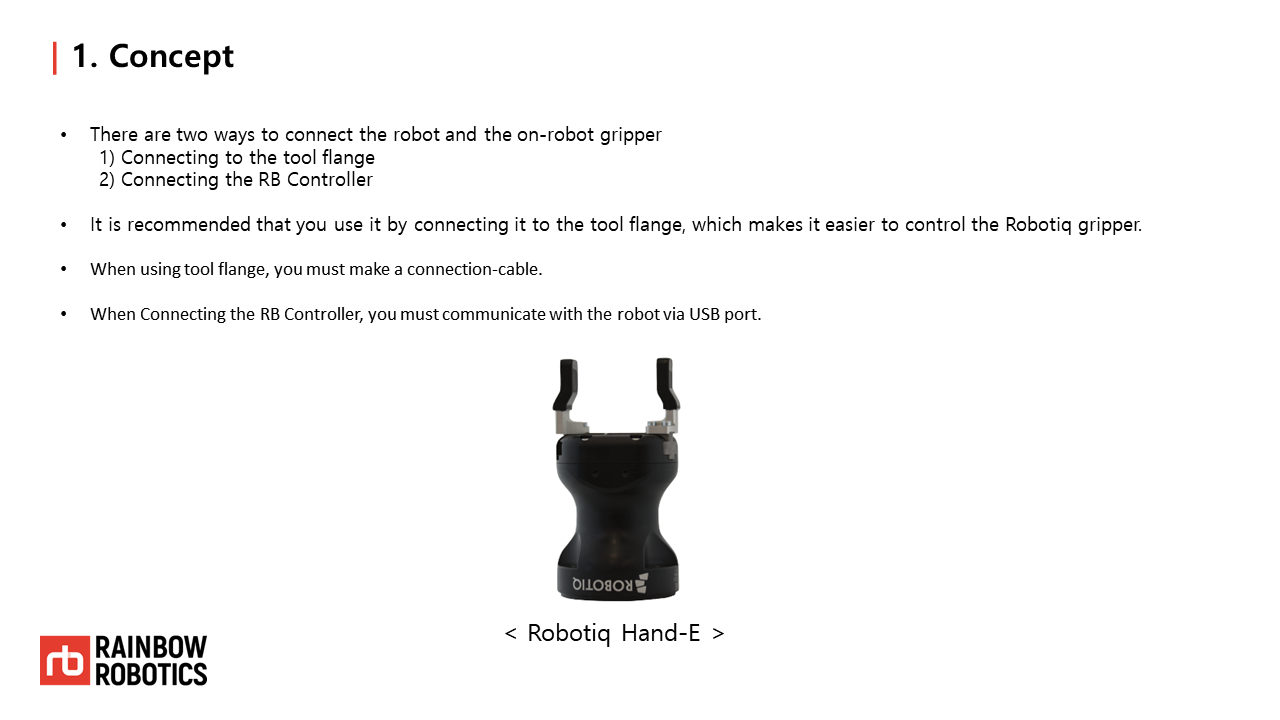 1. Concept
• There are two ways to connect the robot and the on-robot gripper
1) Connecting to the tool flange
2) Connecting the RB Controller
• It is recommended that you use it by connecting it to the tool flange, which makes it easier to control the Robotiq gripper.
• When using tool flange, you must make a connection-cable.
• When Connecting the RB Controller, you must communicate with the robot via USB port.
ROBOTIQ
< Robotiq Hand-E >
rb RAINBOW
ROBOTICS